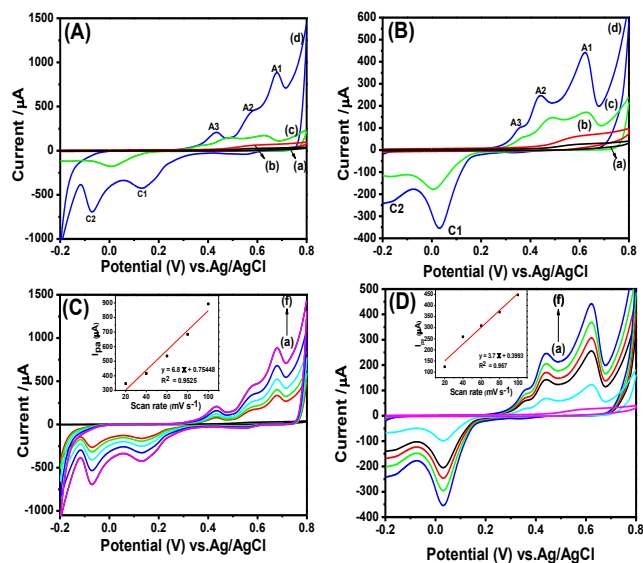 (A)
Current /µA
1500
1000
500
0
-500
-1000
A3
A2
A1
(d)
(c)
(b)
(a)
C2
C1
-0.2 0.0 0.2 0.4 0.6 0.8
Potential (V) vs.Ag/AgCl
(B)
Current /µA
600
500
400
300
200
100
0
-100
-200
-300
-400
A3
A2
A1
(d)
(c)
(b)
(a)
C2
C1
-0.2 0.0 0.2 0.4 0.6 0.8
Potential (V) vs.Ag/AgCl
(C)
Current /µA
1500
1000
500
0
-500
-1000
(f)
(a)
Ipa (µA)
900
800
700
600
500
400
300
y = 6.8 x + 0.75448
R² = 0.9525
20 40 60 80 100
Scan rate (mV s⁻¹)
-0.2 0.0 0.2 0.4 0.6 0.8
Potential (V) vs.Ag/AgCl
(D)
Current /µA
500
400
300
200
100
0
-100
-200
-300
-400
(f)
(a)
(µA)
450
400
350
300
250
200
150
100
y = 3.7 x + 0.3993
R² = 0.957
20 40 60 80 100
Scan rate (mV s⁻¹)
-0.2 0.0 0.2 0.4 0.6 0.8
Potential (V) vs.Ag/AgCl